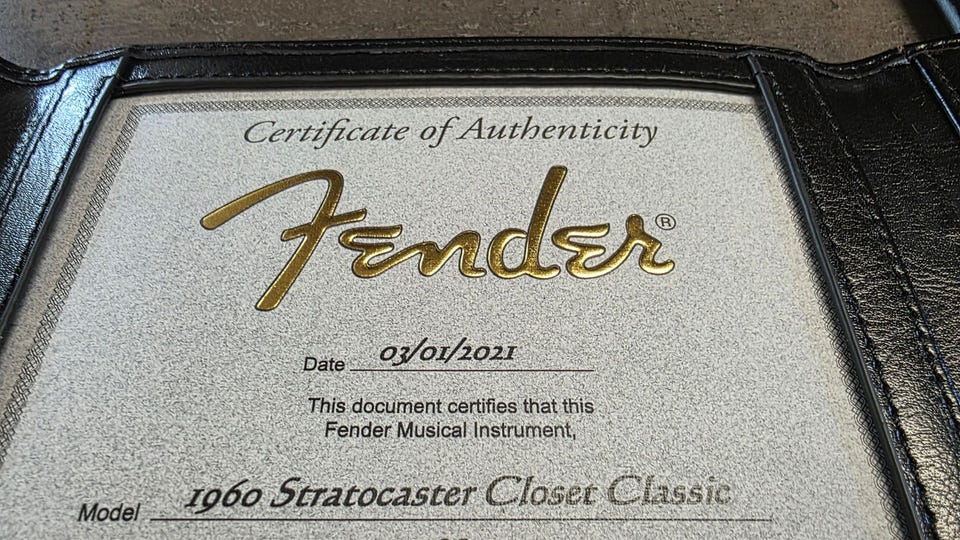 Certificate of Authenticity
Fender®
Date 03/01/2021
This document certifies that this
Fender Musical Instrument,
Model 1960 Stratocaster Closet Classic